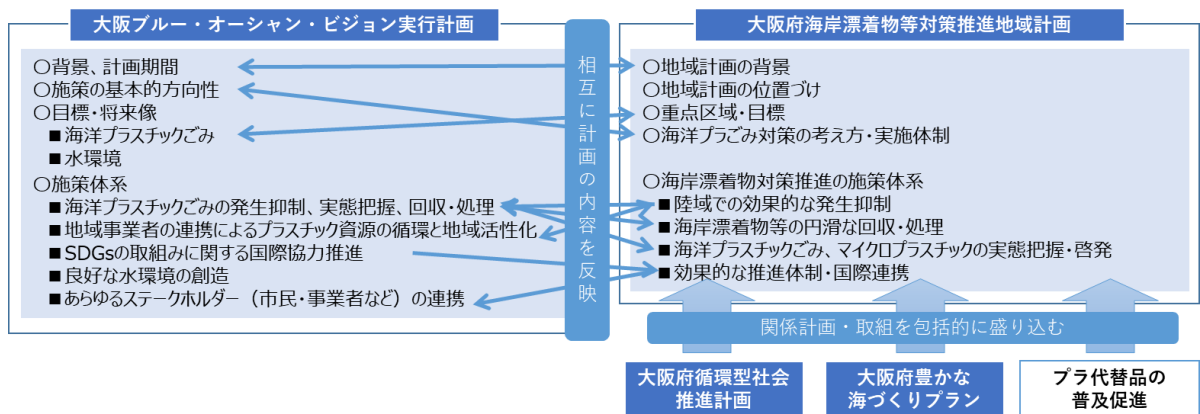 大阪ブルー・オーシャン・ビジョン実行計画
〇背景、計画期間
〇施策の基本的方向性
〇目標・将来像
■海洋プラスチックごみ
■水環境
〇施策体系
■海洋プラスチックごみの発生抑制、実態把握、回収・処理
■地域事業者の連携によるプラスチック資源の循環と地域活性化
■SDGsの取組みに関する国際協力推進
■良好な水環境の創造
■あらゆるステークホルダー（市民・事業者など）の連携
相互に計画の内容を反映
大阪府海岸漂着物等対策推進地域計画
〇地域計画の背景
〇地域計画の位置づけ
〇重点区域・目標
〇海洋プラごみ対策の考え方・実施体制
〇海岸漂着物対策推進の施策体系
■陸域での効果的な発生抑制
■海岸漂着物等の円滑な回収・処理
■海洋プラスチックごみ、マイクロプラスチックの実態把握・啓発
■効果的な推進体制・国際連携
関係計画・取組を包括的に盛り込む
大阪府循環型社会
推進計画
大阪府豊かな
海づくりプラン
プラ代替品の
普及促進